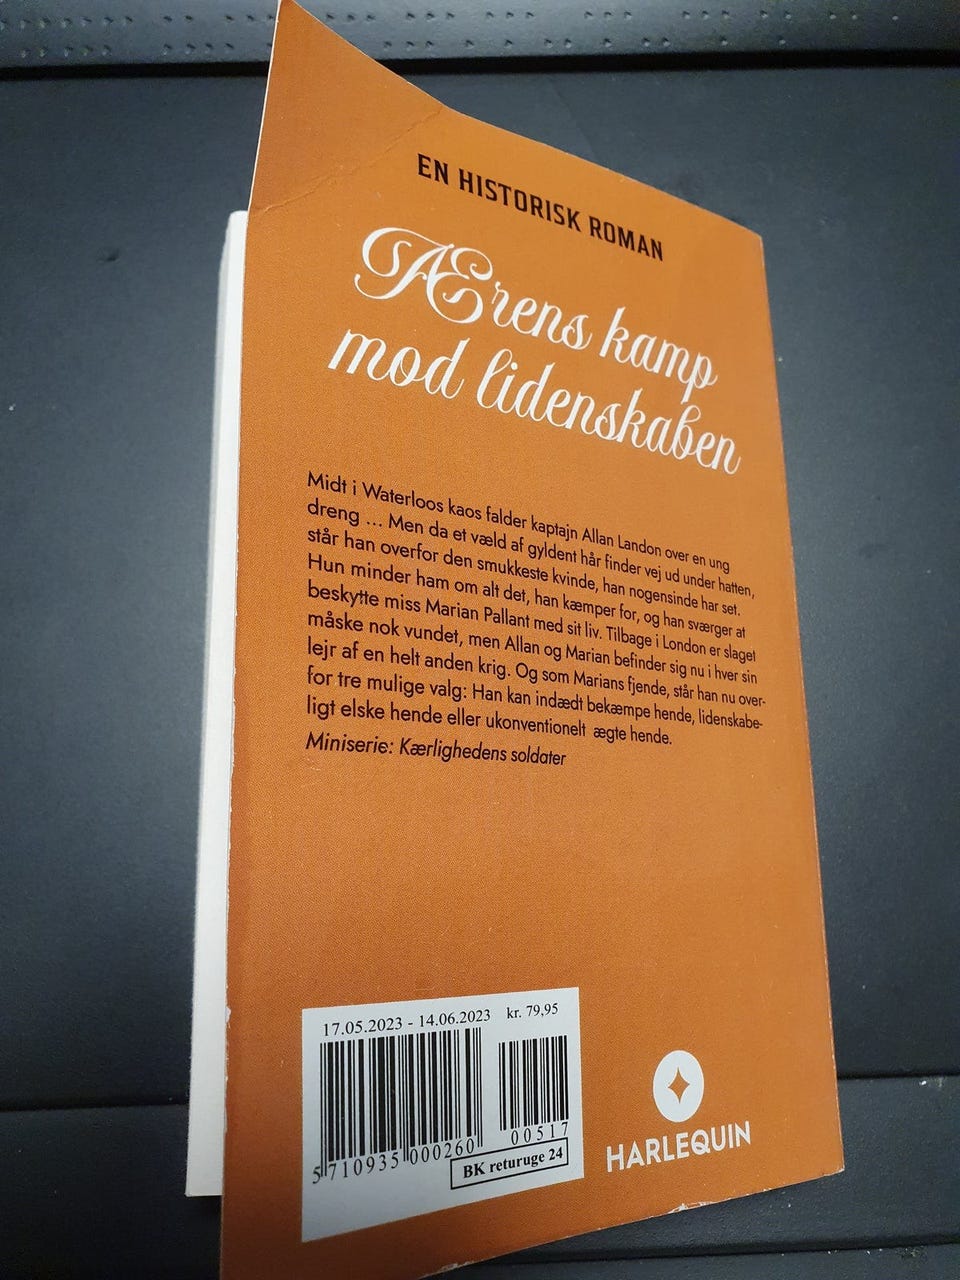 EN HISTORISK ROMAN
Ærens kamp
mod lidenskaben
Midt i Waterloos kaos falder kaptajn Allan Landon over en ung
dreng ... Men da et væld af gyldent hår finder vej ud under hatten,
står han overfor den smukkeste kvinde, han nogensinde har set.
Hun minder ham om alt det, han kæmper for, og han sværger at
beskytte miss Marian Pallant med sit liv. Tilbage i London er slaget
måske nok vundet, men Allan og Marian befinder sig nu i hver sin
lejr af en helt anden krig. Og som Marians fjende, står han nu over-
for tre mulige valg: Han kan indædt bekæmpe hende, lidenskabe-
ligt elske hende eller ukonventionelt ægte hende.
Miniserie: Kærlighedens soldater
17.05.2023 - 14.06.2023 kr. 79,95
00517
5 710935 000260
BK returuge 24
HARLEQUIN